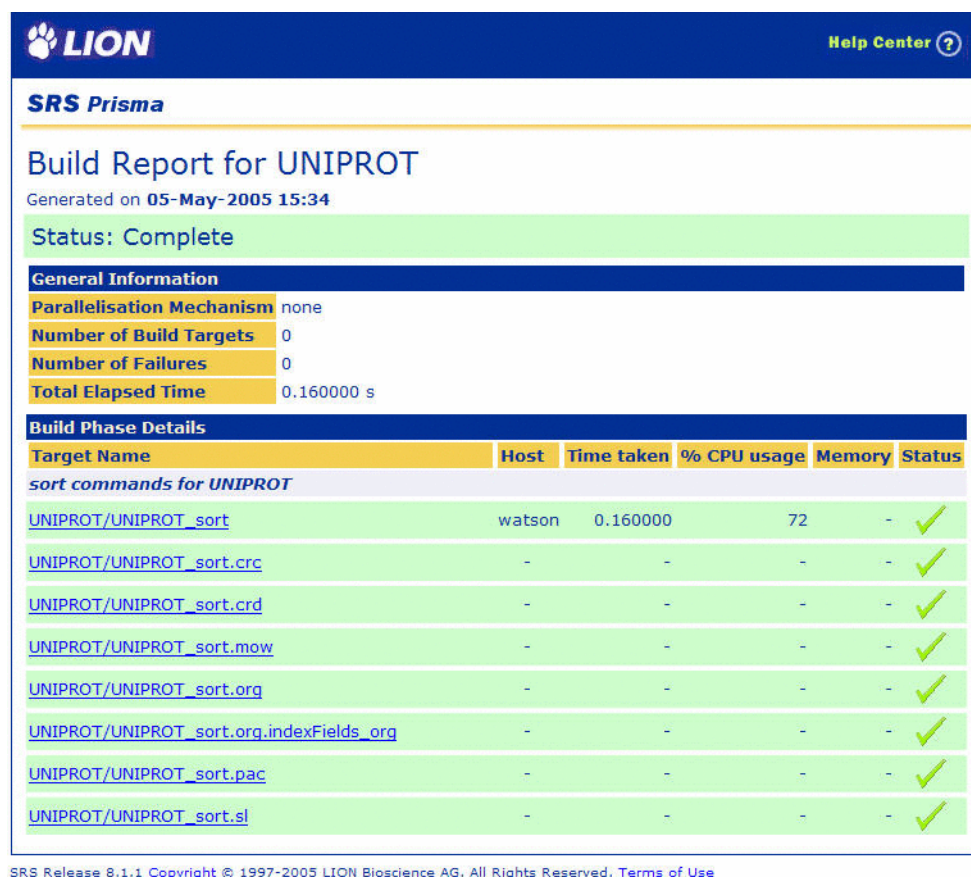 LION
Help Center ?
SRS Prisma
Build Report for UNIPROT
Generated on 05-May-2005 15:34
Status: Complete
General Information
Parallelisation Mechanism none
Number of Build Targets 0
Number of Failures 0
Total Elapsed Time 0.160000 s
Build Phase Details
Target Name Host Time taken % CPU usage Memory Status
sort commands for UNIPROT
UNIPROT/UNIPROT_sort watson 0.160000 72 -
UNIPROT/UNIPROT_sort.crc - - - -
UNIPROT/UNIPROT_sort.crd - - - -
UNIPROT/UNIPROT_sort.mow - - - -
UNIPROT/UNIPROT_sort.org - - - -
UNIPROT/UNIPROT_sort.org.indexFields_org - - - -
UNIPROT/UNIPROT_sort.pac - - - -
UNIPROT/UNIPROT_sort.sl - - - -
SRS Release 8.1.1 Copyright © 1997-2005 LION Bioscience AG. All Rights Reserved. Terms of Use